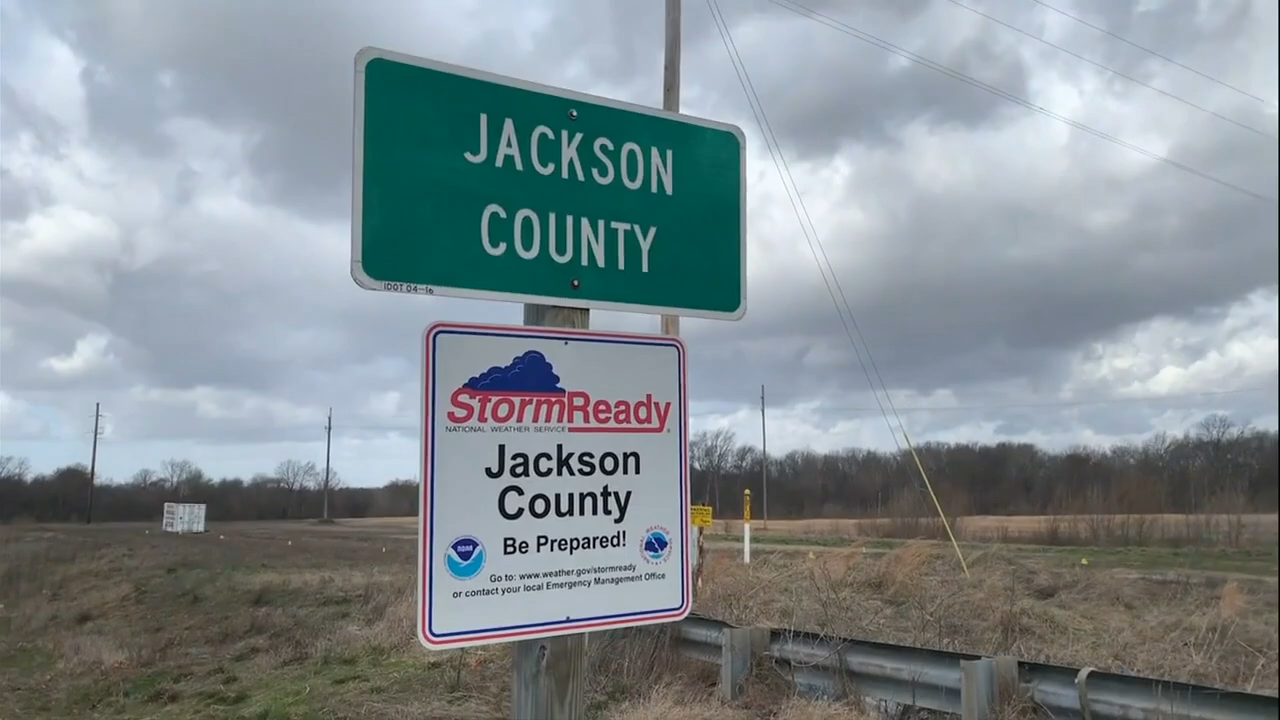 JACKSON
COUNTY
IDOT 04-16
StormReady
NATIONAL WEATHER SERVICE
Jackson
County
Be Prepared!
NOAA
Go to: www.weather.gov/stormready
or contact your local Emergency Management Office